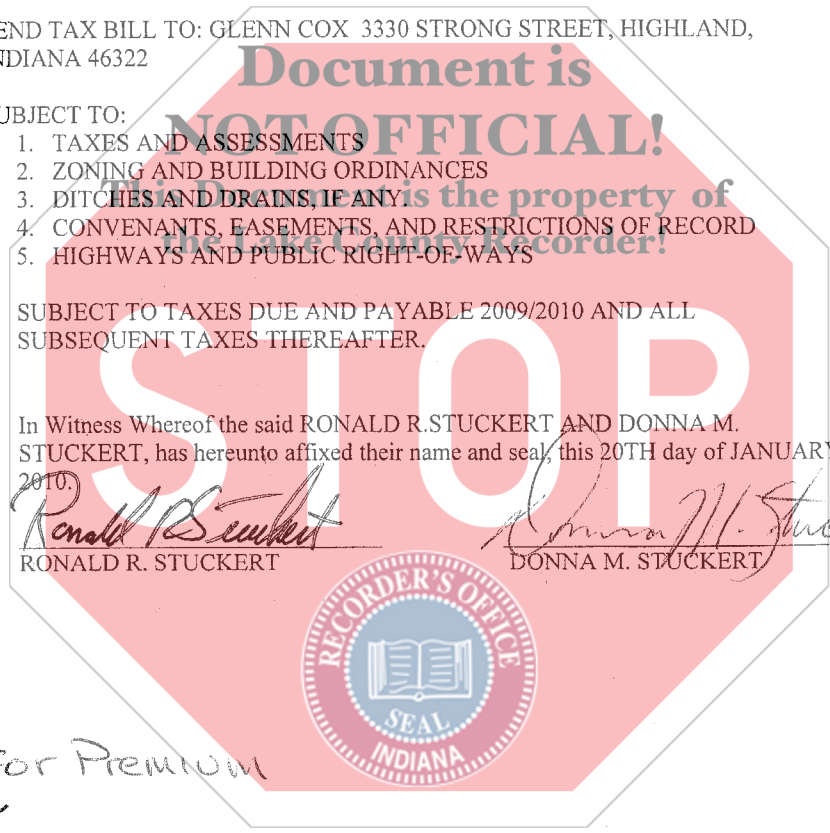 END TAX BILL TO: GLENN COX 3330 STRONG STREET, HIGHLAND,
NDIANA 46322
Document is
NOT OFFICIAL!
This Document is the property of
the Lake County Recorder!
UBJECT TO:
1. TAXES AND ASSESSMENTS
2. ZONING AND BUILDING ORDINANCES
3. DITCHES AND DRAINS, IF ANY.
4. CONVENANTS, EASEMENTS, AND RESTRICTIONS OF RECORD
5. HIGHWAYS AND PUBLIC RIGHT-OF-WAYS
SUBJECT TO TAXES DUE AND PAYABLE 2009/2010 AND ALL
SUBSEQUENT TAXES THEREAFTER.
STOP
In Witness Whereof the said RONALD R.STUCKERT AND DONNA M.
STUCKERT, has hereunto affixed their name and seal, this 20TH day of JANUARY
2010.
Ronald R Stuckert Donna M. Stuc
RONALD R. STUCKERT DONNA M. STUCKERT
RECORDER'S OFFICE
SEAL
INDIANA
For Premium